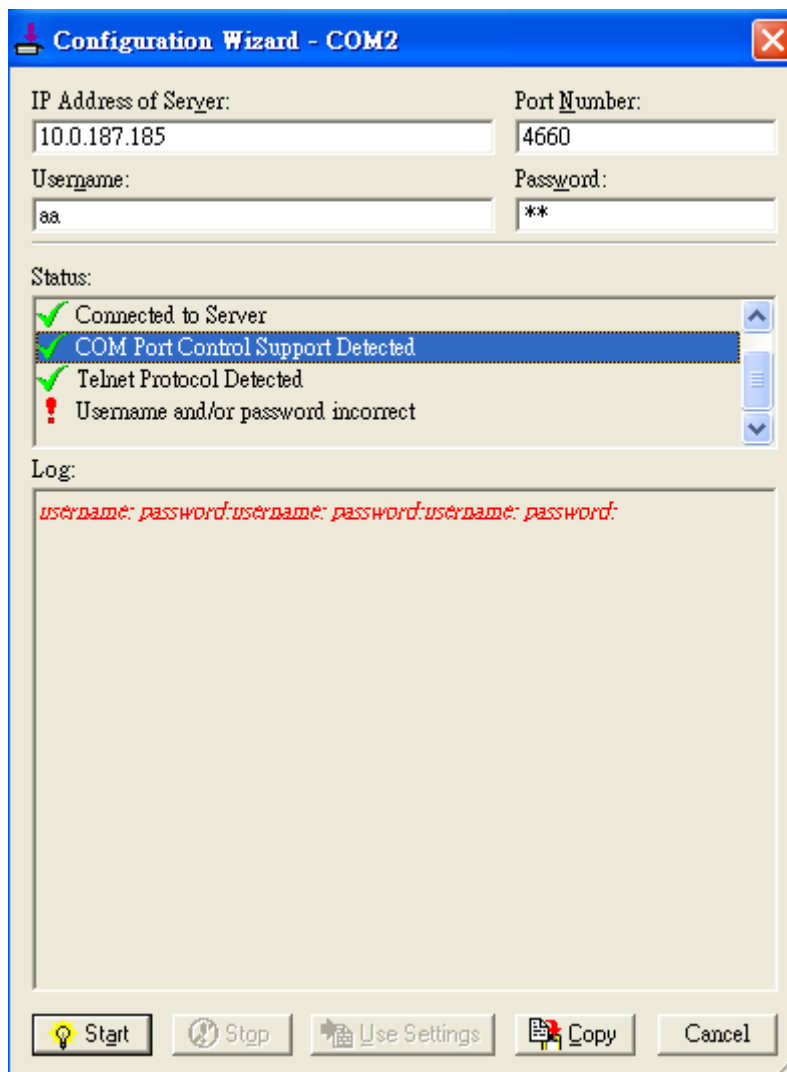 Configuration Wizard - COM2
IP Address of Server: Port Number:
10.0.187.185 4660
Username: Password:
aa **
Status:
Connected to Server
COM Port Control Support Detected
Telnet Protocol Detected
Username and/or password incorrect
Log:
username: password:username: password:username: password:
Start Stop Use Settings Copy Cancel